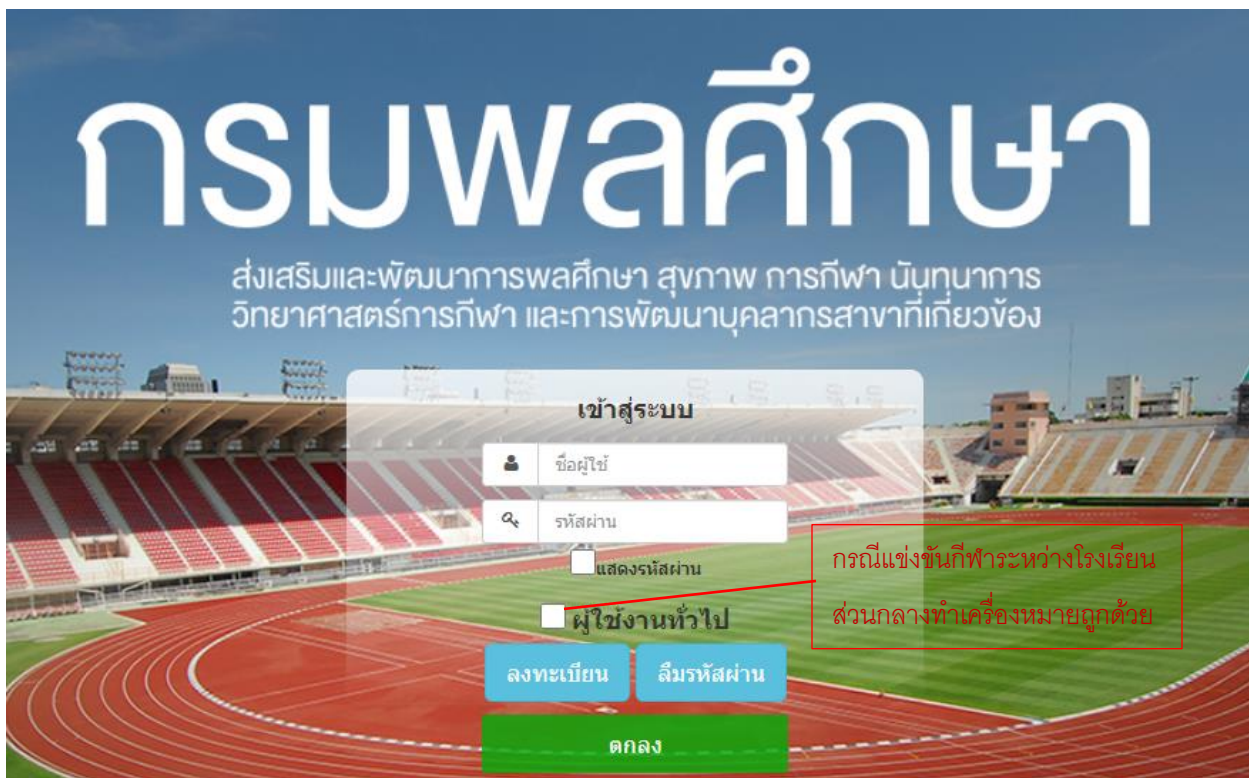 กรมพลศึกษา
ส่งเสริมและพัฒนาการพลศึกษา สุขภาพ การกีฬา นันทนาการ
วิทยาศาสตร์การกีฬา และการพัฒนาบุคลากรสาขาที่เกี่ยวข้อง
เข้าสู่ระบบ
ชื่อผู้ใช้
รหัสผ่าน
แสดงรหัสผ่าน
กรณีแข่งขันกีฬาระหว่างโรงเรียน
ส่วนกลางทำเครื่องหมายถูกด้วย
ผู้ใช้งานทั่วไป
ลงทะเบียน
ลืมรหัสผ่าน
ตกลง